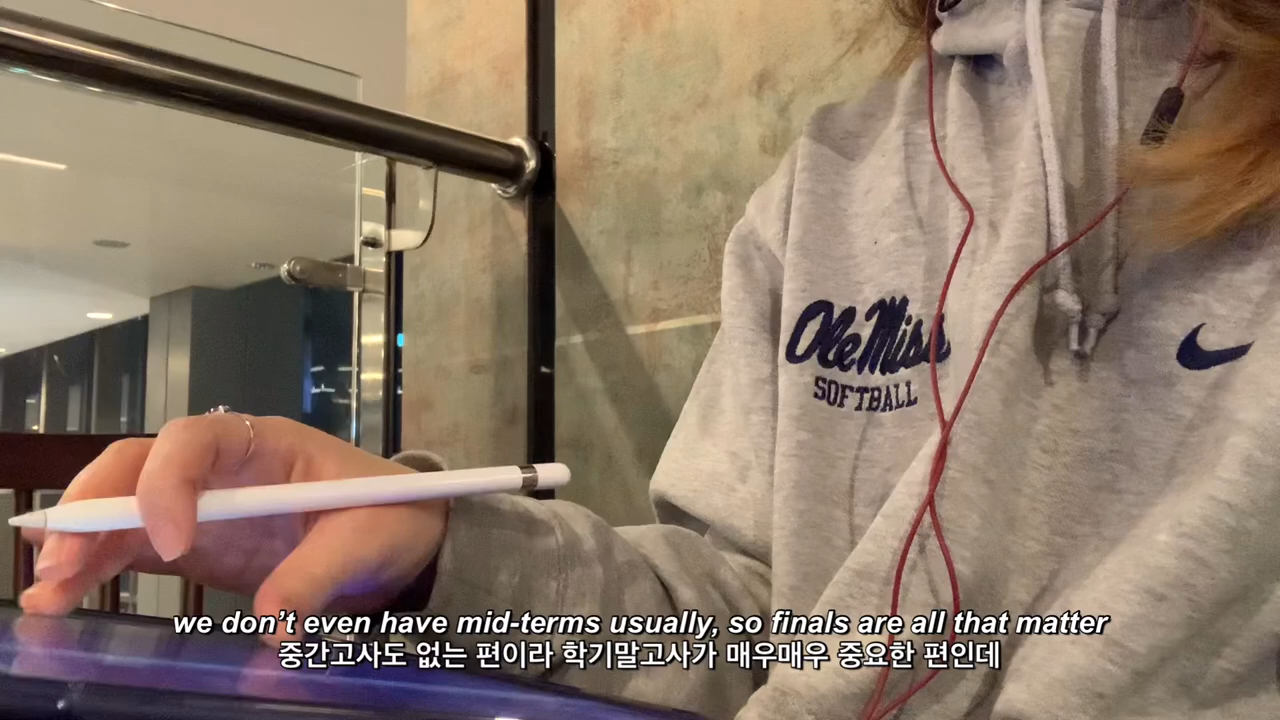 Ole Miss
SOFTBALL
we don't even have mid-terms usually, so finals are all that matter
중간고사도 없는 편이라 학기말고사가 매우매우 중요한 편인데